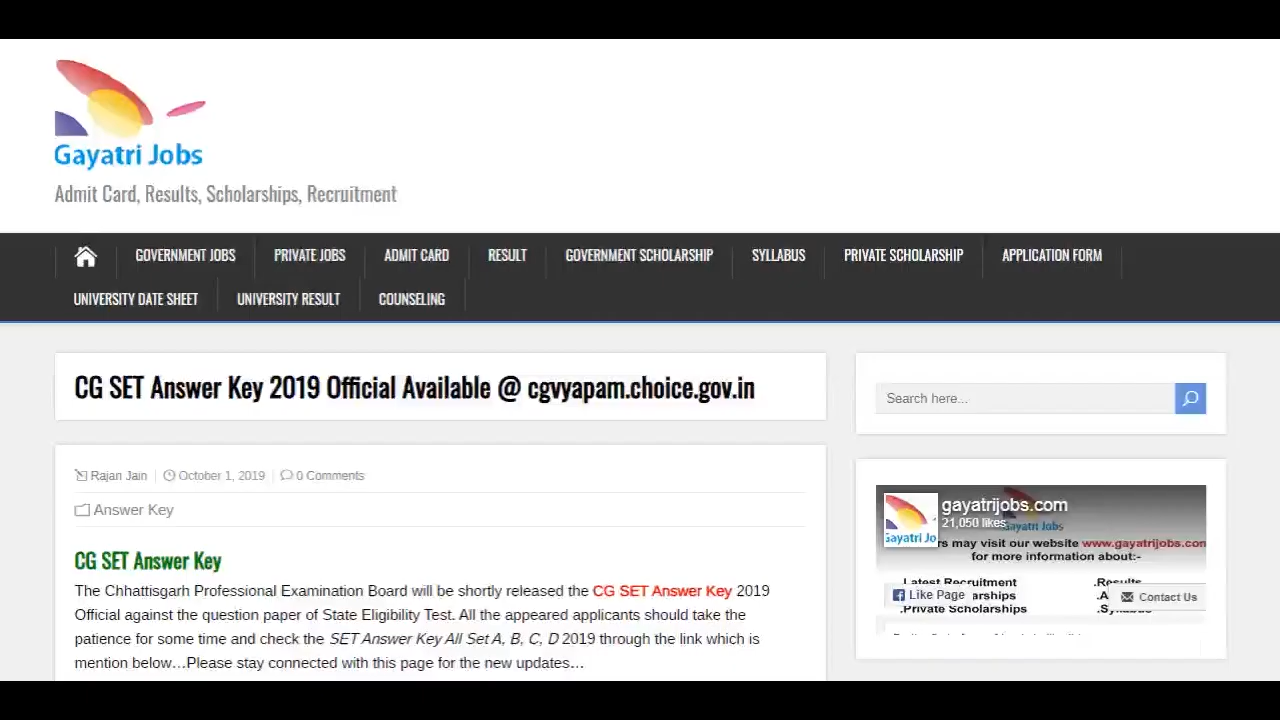 Gayatri Jobs
Admit Card, Results, Scholarships, Recruitment
GOVERNMENT JOBS PRIVATE JOBS ADMIT CARD RESULT GOVERNMENT SCHOLARSHIP SYLLABUS PRIVATE SCHOLARSHIP APPLICATION FORM
UNIVERSITY DATE SHEET UNIVERSITY RESULT COUNSELING
CG SET Answer Key 2019 Official Available @ cgvyapam.choice.gov.in
Rajan Jain October 1, 2019 0 Comments
Answer Key
CG SET Answer Key
The Chhattisgarh Professional Examination Board will be shortly released the CG SET Answer Key 2019
Official against the question paper of State Eligibility Test. All the appeared applicants should take the
patience for some time and check the SET Answer Key All Set A, B, C, D 2019 through the link which is
mention below…Please stay connected with this page for the new updates…
Search here...
gayatrijobs.com
21,050 likes
Gayatri Jobs
may visit our website www.gayatrijobs.com
for more information about:-
.Latest Recruitment .Results
Like Page Contact Us
.Private Scholarships